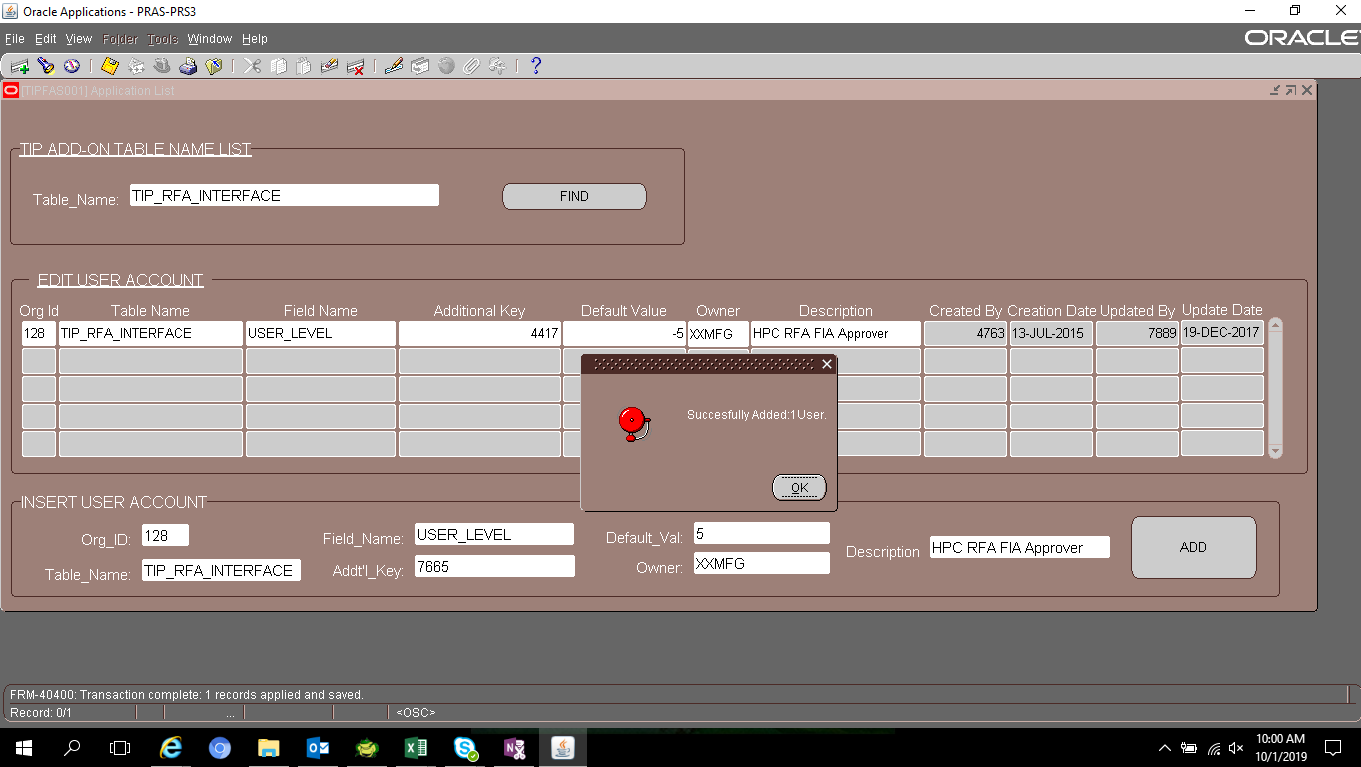 Oracle Applications - PRAS-PRS3
File Edit View Folder Tools Window Help
ORACLE
[TIPFAS001] Application List
TIP ADD-ON TABLE NAME LIST
Table_Name: TIP_RFA_INTERFACE FIND
EDIT USER ACCOUNT
Org Id Table Name Field Name Additional Key Default Value Owner Description Created By Creation Date Updated By Update Date
128 TIP_RFA_INTERFACE USER_LEVEL 4417 -5 XXMFG HPC RFA FIA Approver 4763 13-JUL-2015 7889 19-DEC-2017
Succesfully Added:1User.
OK
INSERT USER ACCOUNT
Org_ID: 128 Field_Name: USER_LEVEL Default_Val: 5 Description HPC RFA FIA Approver ADD
Table_Name: TIP_RFA_INTERFACE Addt'l_Key: 7665 Owner: XXMFG
FRM-40400: Transaction complete: 1 records applied and saved.
Record: 0/1 ... <OSC>
10:00 AM
10/1/2019